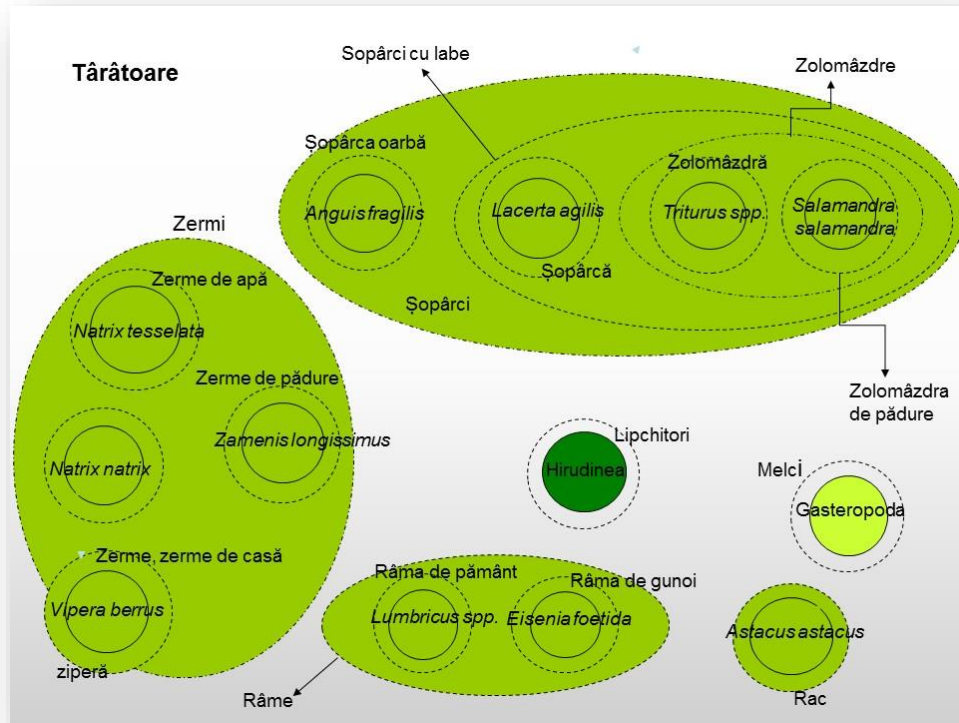 Târâtoare
Sopârci cu labe
Zolomâzdre
Șopârca oarbă
Zolomâzdră
Anguis fragilis
Lacerta agilis
Triturus spp.
Salamandra
salamandra
Șopârcă
Șopârci
Zermi
Zerme de apă
Natrix tesselata
Zerme de pădure
Zamenis longissimus
Zolomâzdra
de pădure
Natrix natrix
Lipchitori
Hirudinea
Melci
Gasteropoda
Zerme, zerme de casă
Vipera berrus
ziperă
Râma de pământ
Râma de gunoi
Lumbricus spp.
Eisenia foetida
Astacus astacus
Râme
Rac